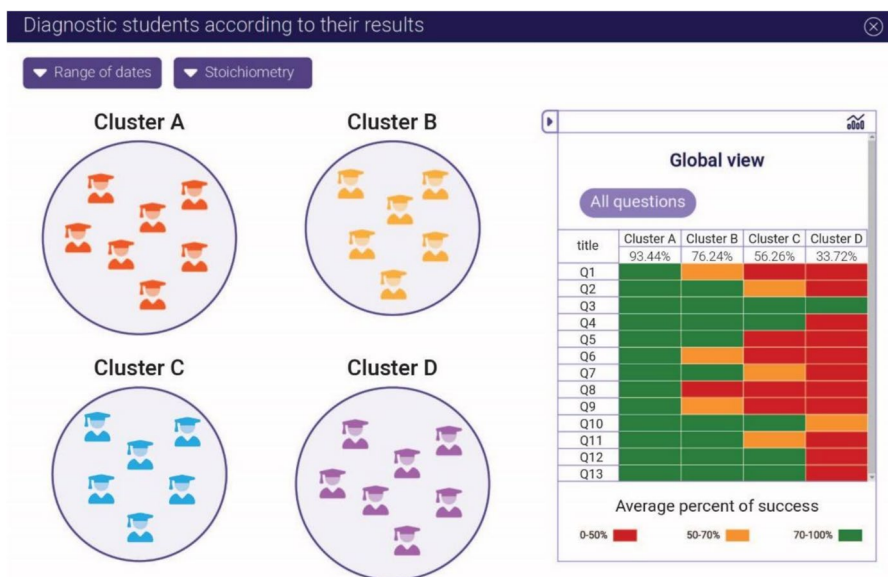 Diagnostic students according to their results
Range of dates
Stoichiometry
Cluster A
Cluster B
Cluster C
Cluster D
Global view
All questions
title Cluster A Cluster B Cluster C Cluster D
93.44% 76.24% 56.26% 33.72%
Q1
Q2
Q3
Q4
Q5
Q6
Q7
Q8
Q9
Q10
Q11
Q12
Q13
Average percent of success
0-50% 50-70% 70-100%